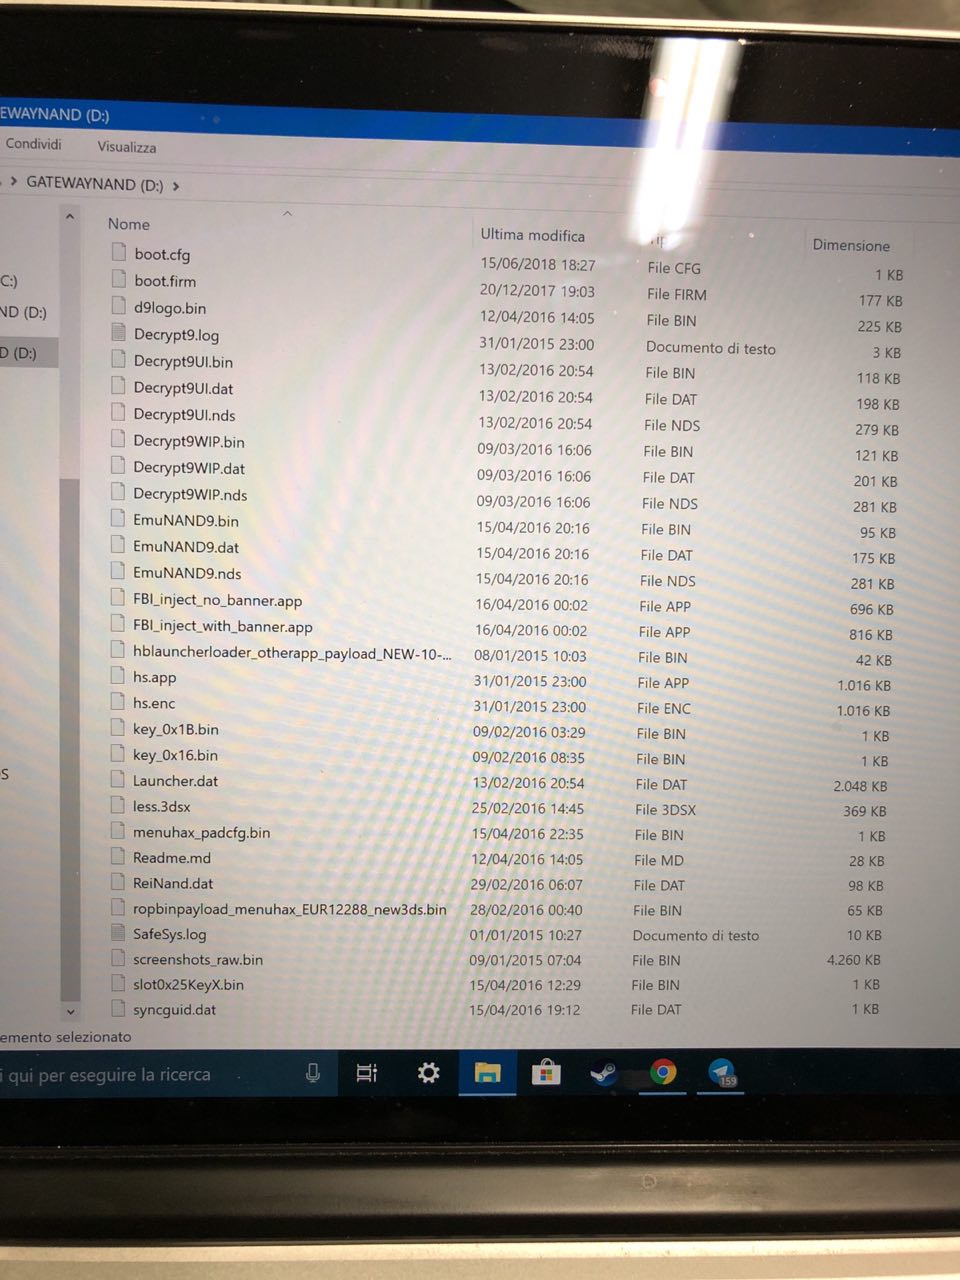 EWAYNAND (D:)
Condividi Visualizza
GATEWAYNAND (D:)
Nome Ultima modifica Dimensione
boot.cfg 15/06/2018 18:27 File CFG 1 KB
boot.firm 20/12/2017 19:03 File FIRM 177 KB
d9logo.bin 12/04/2016 14:05 File BIN 225 KB
Decrypt9.log 31/01/2015 23:00 Documento di testo 3 KB
Decrypt9UI.bin 13/02/2016 20:54 File BIN 118 KB
Decrypt9UI.dat 13/02/2016 20:54 File DAT 198 KB
Decrypt9UI.nds 13/02/2016 20:54 File NDS 279 KB
Decrypt9WIP.bin 09/03/2016 16:06 File BIN 121 KB
Decrypt9WIP.dat 09/03/2016 16:06 File DAT 201 KB
Decrypt9WIP.nds 09/03/2016 16:06 File NDS 281 KB
EmuNAND9.bin 15/04/2016 20:16 File BIN 95 KB
EmuNAND9.dat 15/04/2016 20:16 File DAT 175 KB
EmuNAND9.nds 15/04/2016 20:16 File NDS 281 KB
FBI_inject_no_banner.app 16/04/2016 00:02 File APP 696 KB
FBI_inject_with_banner.app 16/04/2016 00:02 File APP 816 KB
hblauncherloader_otherapp_payload_NEW-10-... 08/01/2015 10:03 File BIN 42 KB
hs.app 31/01/2015 23:00 File APP 1.016 KB
hs.enc 31/01/2015 23:00 File ENC 1.016 KB
key_0x1B.bin 09/02/2016 03:29 File BIN 1 KB
key_0x16.bin 09/02/2016 08:35 File BIN 1 KB
Launcher.dat 13/02/2016 20:54 File DAT 2.048 KB
less.3dsx 25/02/2016 14:45 File 3DSX 369 KB
menuhax_padcfg.bin 15/04/2016 22:35 File BIN 1 KB
Readme.md 12/04/2016 14:05 File MD 28 KB
ReiNand.dat 29/02/2016 06:07 File DAT 98 KB
ropbinpayload_menuhax_EUR12288_new3ds.bin 28/02/2016 00:40 File BIN 65 KB
SafeSys.log 01/01/2015 10:27 Documento di testo 10 KB
screenshots_raw.bin 09/01/2015 07:04 File BIN 4.260 KB
slot0x25KeyX.bin 15/04/2016 12:29 File BIN 1 KB
syncguid.dat 15/04/2016 19:12 File DAT 1 KB
C:)
ND (D:)
D (D:)
S
emento selezionato
i qui per eseguire la ricerca
159